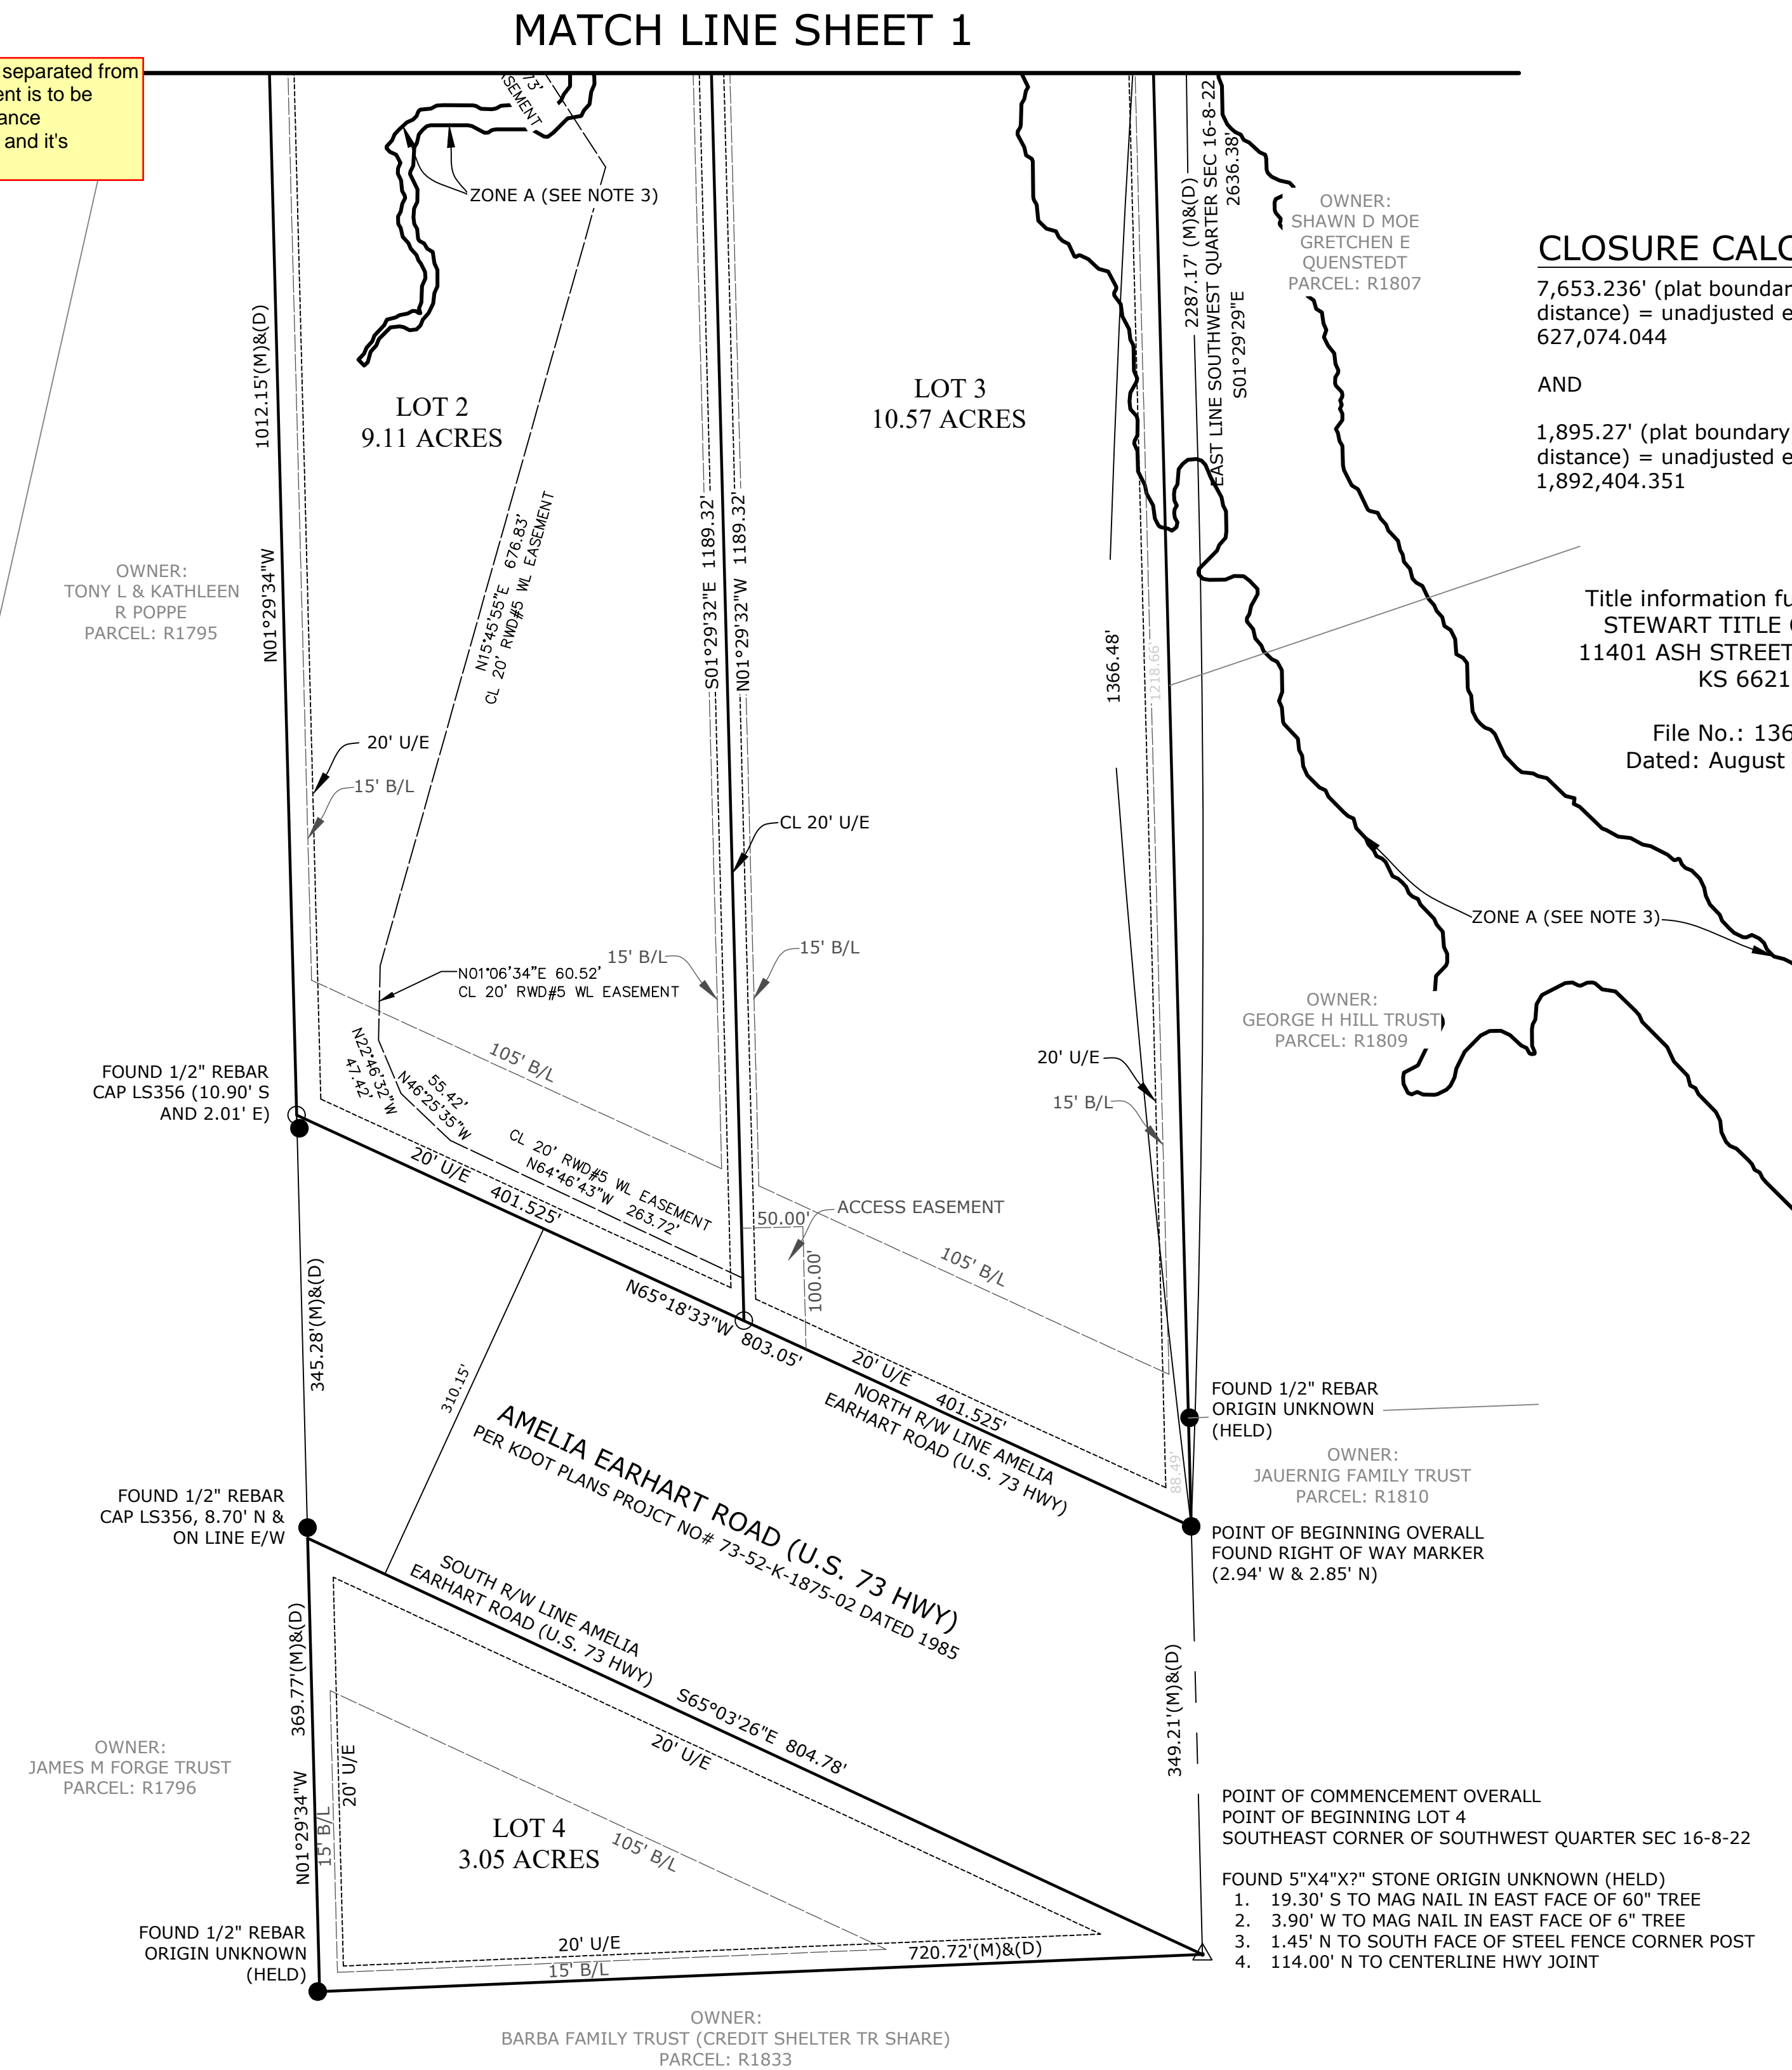 MATCH LINE SHEET 1
separated from
ent is to be
ance
and it's
73'
SEMENT
ZONE A (SEE NOTE 3)
1012.15'(M)&(D)
N01°29'34"W
LOT 2
9.11 ACRES
N15°45'55"E 676.83'
CL 20' RWD#5 WL EASEMENT
S01°29'32"E 1189.32'
N01°29'32"W 1189.32'
LOT 3
10.57 ACRES
1366.48'
1218.66'
2287.17' (M)&(D)
EAST LINE SOUTHWEST QUARTER SEC 16-8-22
2636.38'
S01°29'29"E
OWNER:
SHAWN D MOE
GRETCHEN E
QUENSTEDT
PARCEL: R1807
CLOSURE CALC
7,653.236' (plat boundar
distance) = unadjusted e
627,074.044
AND
1,895.27' (plat boundary
distance) = unadjusted e
1,892,404.351
OWNER:
TONY L & KATHLEEN
R POPPE
PARCEL: R1795
Title information fu
STEWART TITLE
11401 ASH STREET
KS 6621
File No.: 136
Dated: August
20' U/E
15' B/L
CL 20' U/E
15' B/L
15' B/L
N01°06'34"E 60.52'
CL 20' RWD#5 WL EASEMENT
ZONE A (SEE NOTE 3)
OWNER:
GEORGE H HILL TRUST
PARCEL: R1809
20' U/E
15' B/L
FOUND 1/2" REBAR
CAP LS356 (10.90' S
AND 2.01' E)
N22°46'32"W
47.42'
55.42'
N46°25'35"W
105' B/L
CL 20' RWD#5 WL EASEMENT
N64°46'43"W 263.72'
20' U/E 401.525'
ACCESS EASEMENT
50.00'
100.00'
105' B/L
N65°18'33"W 803.05'
20' U/E 401.525'
NORTH R/W LINE AMELIA
EARHART ROAD (U.S. 73 HWY)
88.49'
345.28'(M)&(D)
310.15'
FOUND 1/2" REBAR
ORIGIN UNKNOWN
(HELD)
OWNER:
JAUERNIG FAMILY TRUST
PARCEL: R1810
AMELIA EARHART ROAD (U.S. 73 HWY)
PER KDOT PLANS PROJCT NO# 73-52-K-1875-02 DATED 1985
FOUND 1/2" REBAR
CAP LS356, 8.70' N &
ON LINE E/W
POINT OF BEGINNING OVERALL
FOUND RIGHT OF WAY MARKER
(2.94' W & 2.85' N)
SOUTH R/W LINE AMELIA
EARHART ROAD (U.S. 73 HWY)
S65°03'26"E 804.78'
20' U/E
369.77'(M)&(D)
N01°29'34"W
20' U/E
15' B/L
349.21'(M)&(D)
OWNER:
JAMES M FORGE TRUST
PARCEL: R1796
LOT 4
3.05 ACRES
105' B/L
POINT OF COMMENCEMENT OVERALL
POINT OF BEGINNING LOT 4
SOUTHEAST CORNER OF SOUTHWEST QUARTER SEC 16-8-22
FOUND 5"X4"X?" STONE ORIGIN UNKNOWN (HELD)
1. 19.30' S TO MAG NAIL IN EAST FACE OF 60" TREE
2. 3.90' W TO MAG NAIL IN EAST FACE OF 6" TREE
3. 1.45' N TO SOUTH FACE OF STEEL FENCE CORNER POST
4. 114.00' N TO CENTERLINE HWY JOINT
FOUND 1/2" REBAR
ORIGIN UNKNOWN
(HELD)
20' U/E
15' B/L
720.72'(M)&(D)
OWNER:
BARBA FAMILY TRUST (CREDIT SHELTER TR SHARE)
PARCEL: R1833